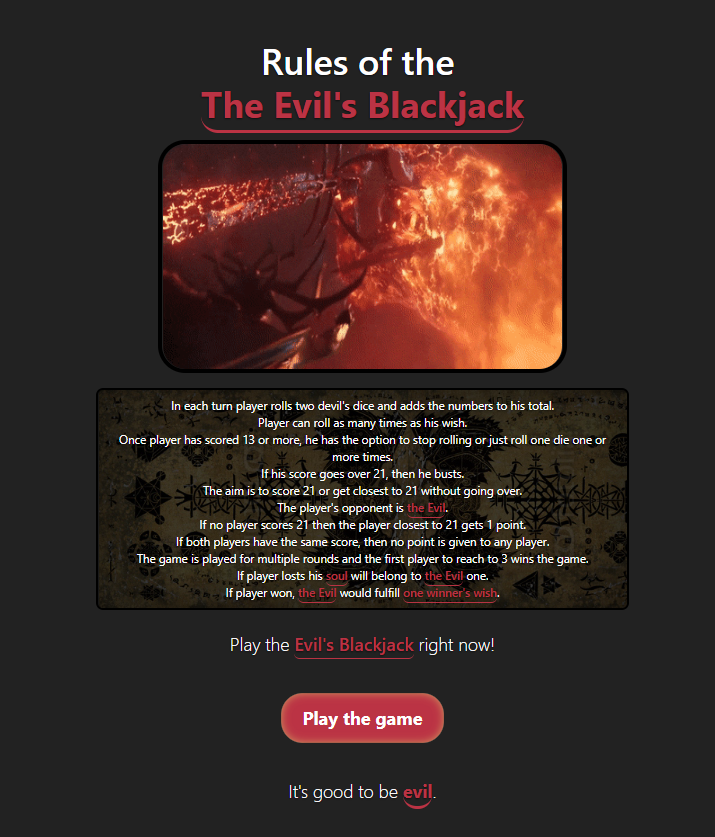 Rules of the
The Evil's Blackjack
In each turn player rolls two devil's dice and adds the numbers to his total.
Player can roll as many times as his wish.
Once player has scored 13 or more, he has the option to stop rolling or just roll one die one or
more times.
If his score goes over 21, then he busts.
The aim is to score 21 or get closest to 21 without going over.
The player's opponent is the Evil.
If no player scores 21 then the player closest to 21 gets 1 point.
If both players have the same score, then no point is given to any player.
The game is played for multiple rounds and the first player to reach to 3 wins the game.
If player losts his soul will belong to the Evil one.
If player won, the Evil would fulfill one winner's wish.
Play the Evil's Blackjack right now!
Play the game
It's good to be evil.